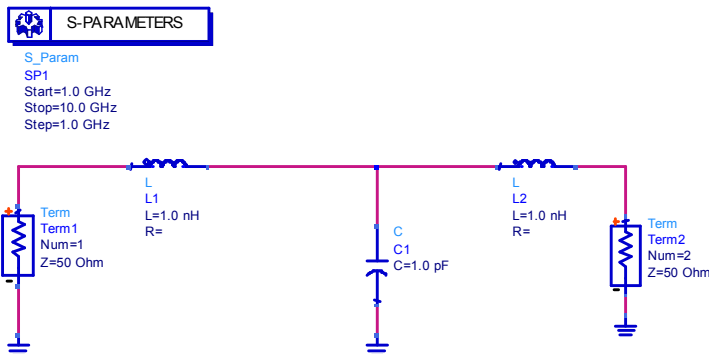 S-PARAMETERS
S_Param
SP1
Start=1.0 GHz
Stop=10.0 GHz
Step=1.0 GHz
L
L1
L=1.0 nH
R=
L
L2
L=1.0 nH
R=
+
Term
Term1
Num=1
Z=50 Ohm
-
C
C1
C=1.0 pF
+
Term
Term2
Num=2
Z=50 Ohm
-